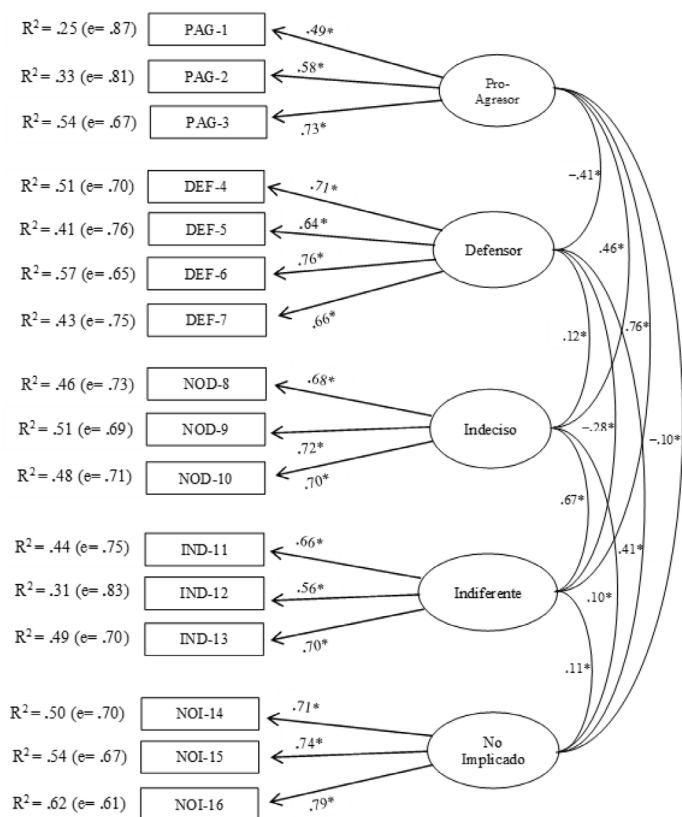 R² = .25 (e= .87) PAG-1 .49*
R² = .33 (e= .81) PAG-2 .58*
R² = .54 (e= .67) PAG-3 .73*
Pro-
Agresor
R² = .51 (e= .70) DEF-4 .71*
R² = .41 (e= .76) DEF-5 .64*
R² = .57 (e= .65) DEF-6 .76*
R² = .43 (e= .75) DEF-7 .66*
Defensor
R² = .46 (e= .73) NOD-8 .68*
R² = .51 (e= .69) NOD-9 .72*
R² = .48 (e= .71) NOD-10 .70*
Indeciso
R² = .44 (e= .75) IND-11 .66*
R² = .31 (e= .83) IND-12 .56*
R² = .49 (e= .70) IND-13 .70*
Indiferente
R² = .50 (e= .70) NOI-14 .71*
R² = .54 (e= .67) NOI-15 .74*
R² = .62 (e= .61) NOI-16 .79*
No
Implicado
–.41*
.46*
.12*
.76*
–.28*
–.10*
.67*
.41*
.10*
.11*